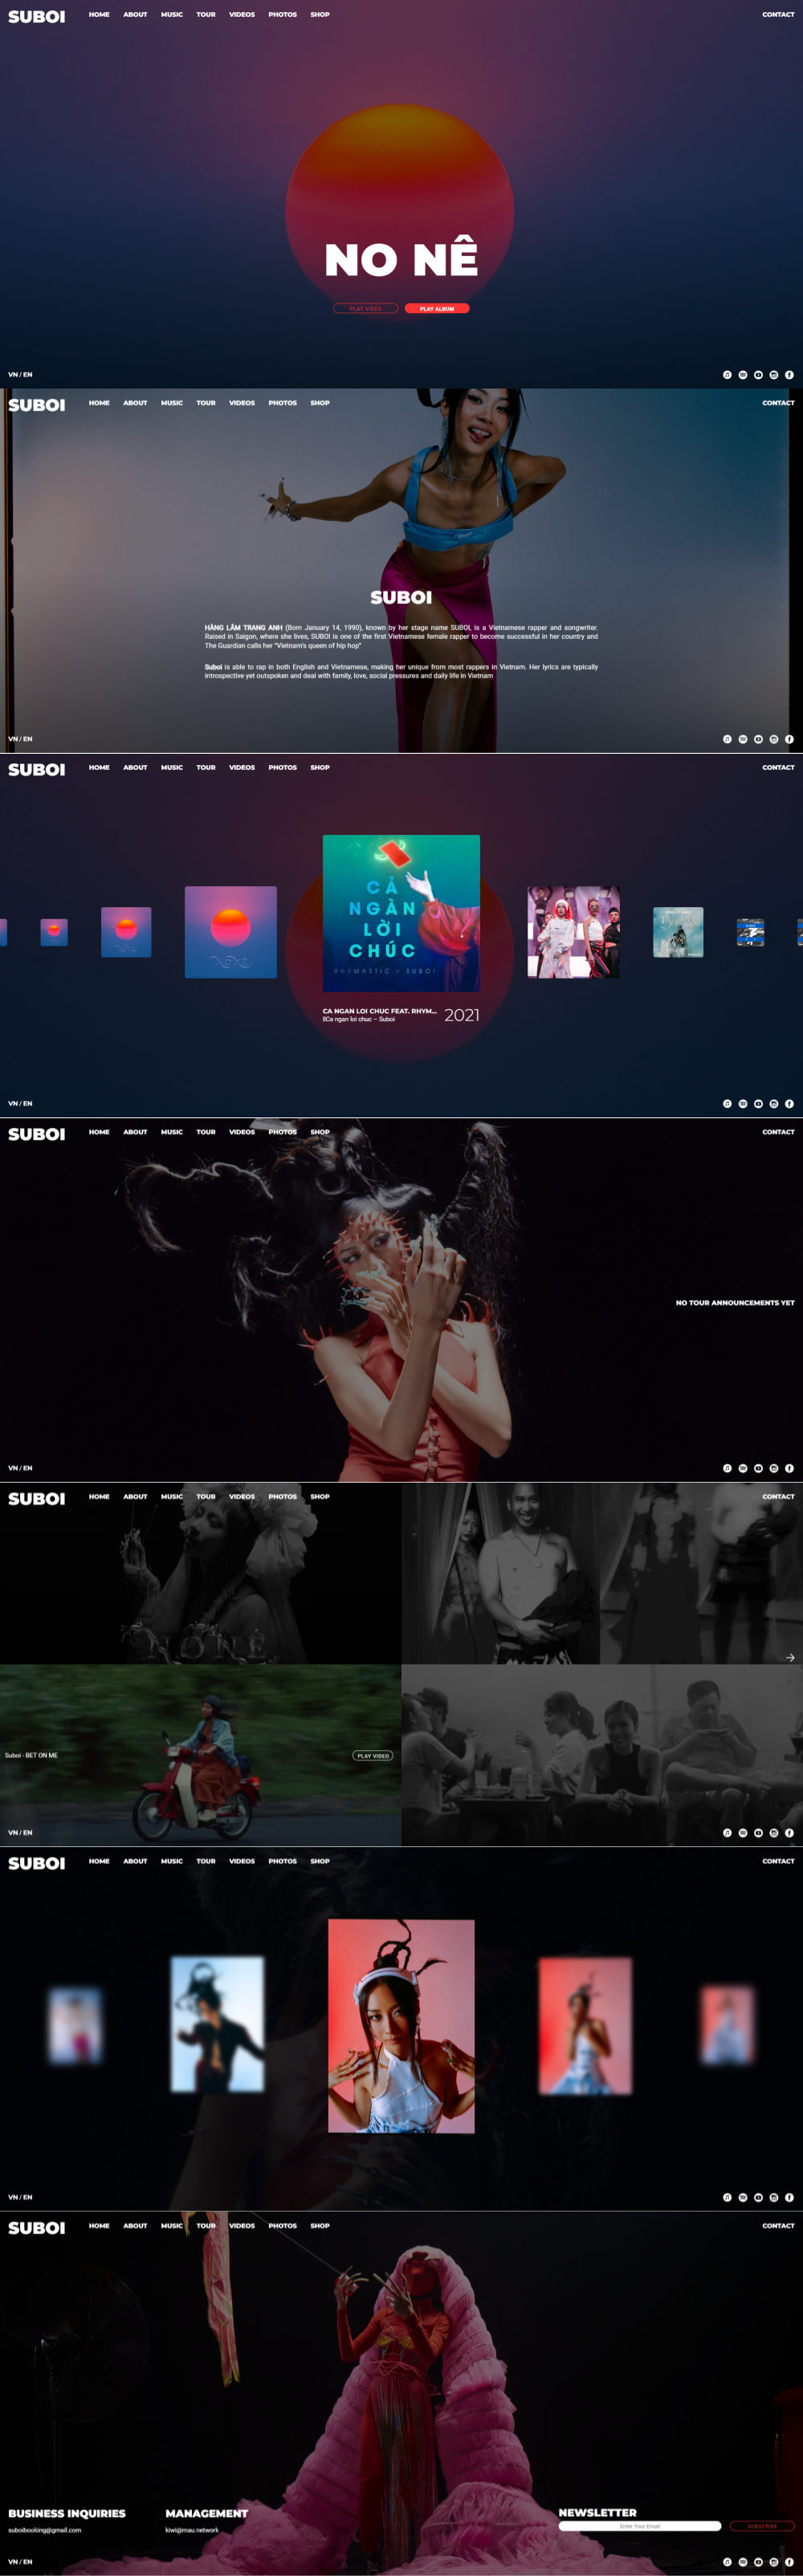 SUBOI HOME ABOUT MUSIC TOUR VIDEOS PHOTOS SHOP CONTACT
NO NÊ
PLAY VIDEO PLAY ALBUM
VN / EN
SUBOI HOME ABOUT MUSIC TOUR VIDEOS PHOTOS SHOP CONTACT
SUBOI
HÀNG LÂM TRANG ANH (Born January 14, 1990), known by her stage name SUBOI, is a Vietnamese rapper and songwriter.
Raised in Saigon, where she lives, SUBOI is one of the first Vietnamese female rapper to become successful in her country and
The Guardian calls her "Vietnam's queen of hip hop"
Suboi is able to rap in both English and Vietnamese, making her unique from most rappers in Vietnam. Her lyrics are typically
introspective yet outspoken and deal with family, love, social pressures and daily life in Vietnam
VN / EN
SUBOI HOME ABOUT MUSIC TOUR VIDEOS PHOTOS SHOP CONTACT
CẢ
NGÀN
LỜI
CHÚC
RHYMASTIC x SUBOI
CA NGAN LOI CHUC FEAT. RHYM... 2021
||Ca ngan loi chuc – Suboi
VN / EN
SUBOI HOME ABOUT MUSIC TOUR VIDEOS PHOTOS SHOP CONTACT
NO TOUR ANNOUNCEMENTS YET
VN / EN
SUBOI HOME ABOUT MUSIC TOUR VIDEOS PHOTOS SHOP CONTACT
NO NÊ
Suboi - BET ON ME PLAY VIDEO
VN / EN
SUBOI HOME ABOUT MUSIC TOUR VIDEOS PHOTOS SHOP CONTACT
VN / EN
SUBOI HOME ABOUT MUSIC TOUR VIDEOS PHOTOS SHOP CONTACT
BUSINESS INQUIRIES MANAGEMENT NEWSLETTER
suboibooking@gmail.com kiwi@mau.network Enter Your Email SUBSCRIBE
VN / EN